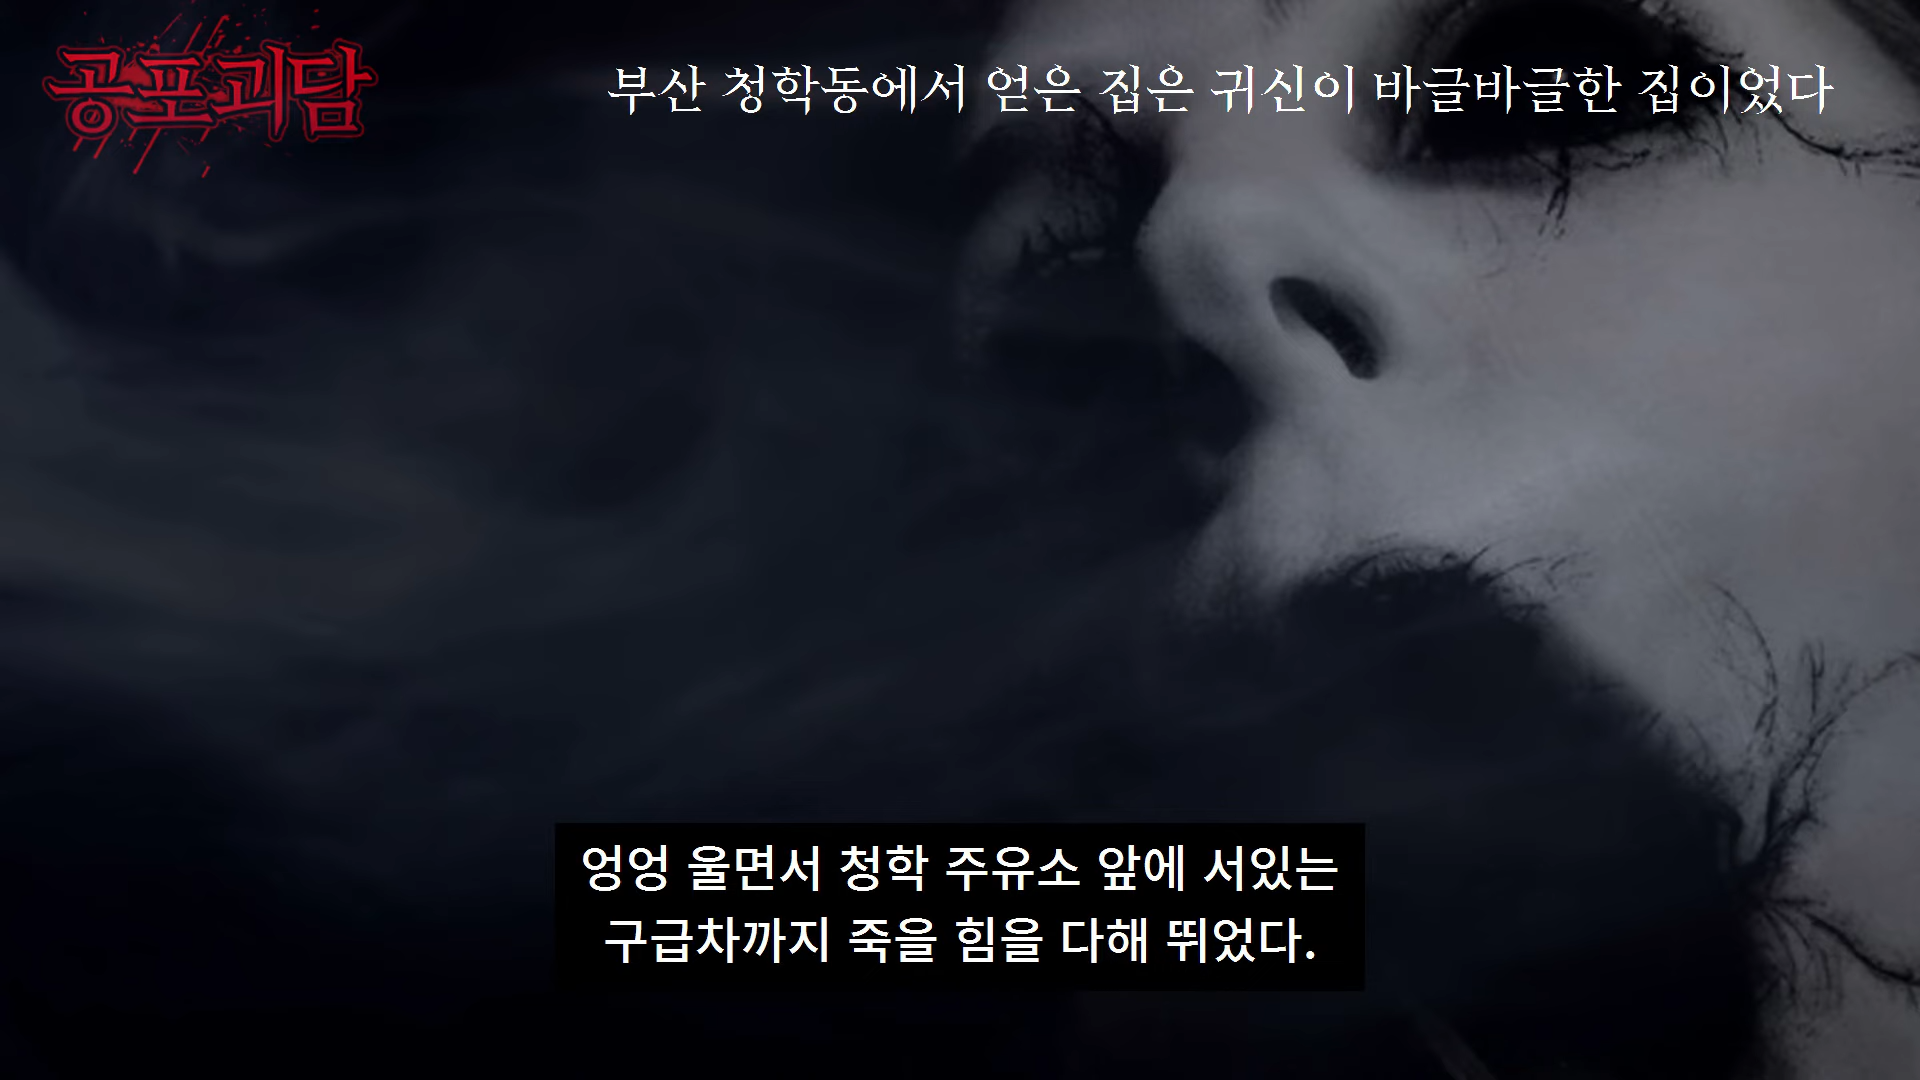 공포괴담
부산 청학동에서 얻은 집은 귀신이 바글바글한 집이었다
엉엉 울면서 청학 주유소 앞에 서있는
구급차까지 죽을 힘을 다해 뛰었다.